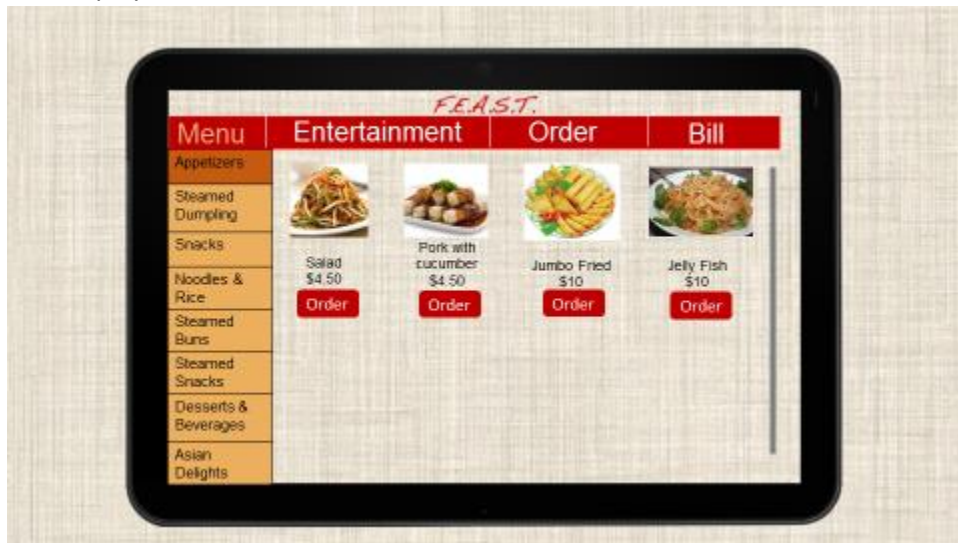 F.E.A.S.T.
Menu Entertainment Order Bill
Appetizers
Steamed
Dumpling
Snacks
Noodles &
Rice
Steamed
Buns
Steamed
Snacks
Desserts &
Beverages
Asian
Delights
Salad
$4.50
Order
Pork with
cucumber
$4.50
Order
Jumbo Fried
$10
Order
Jelly Fish
$10
Order